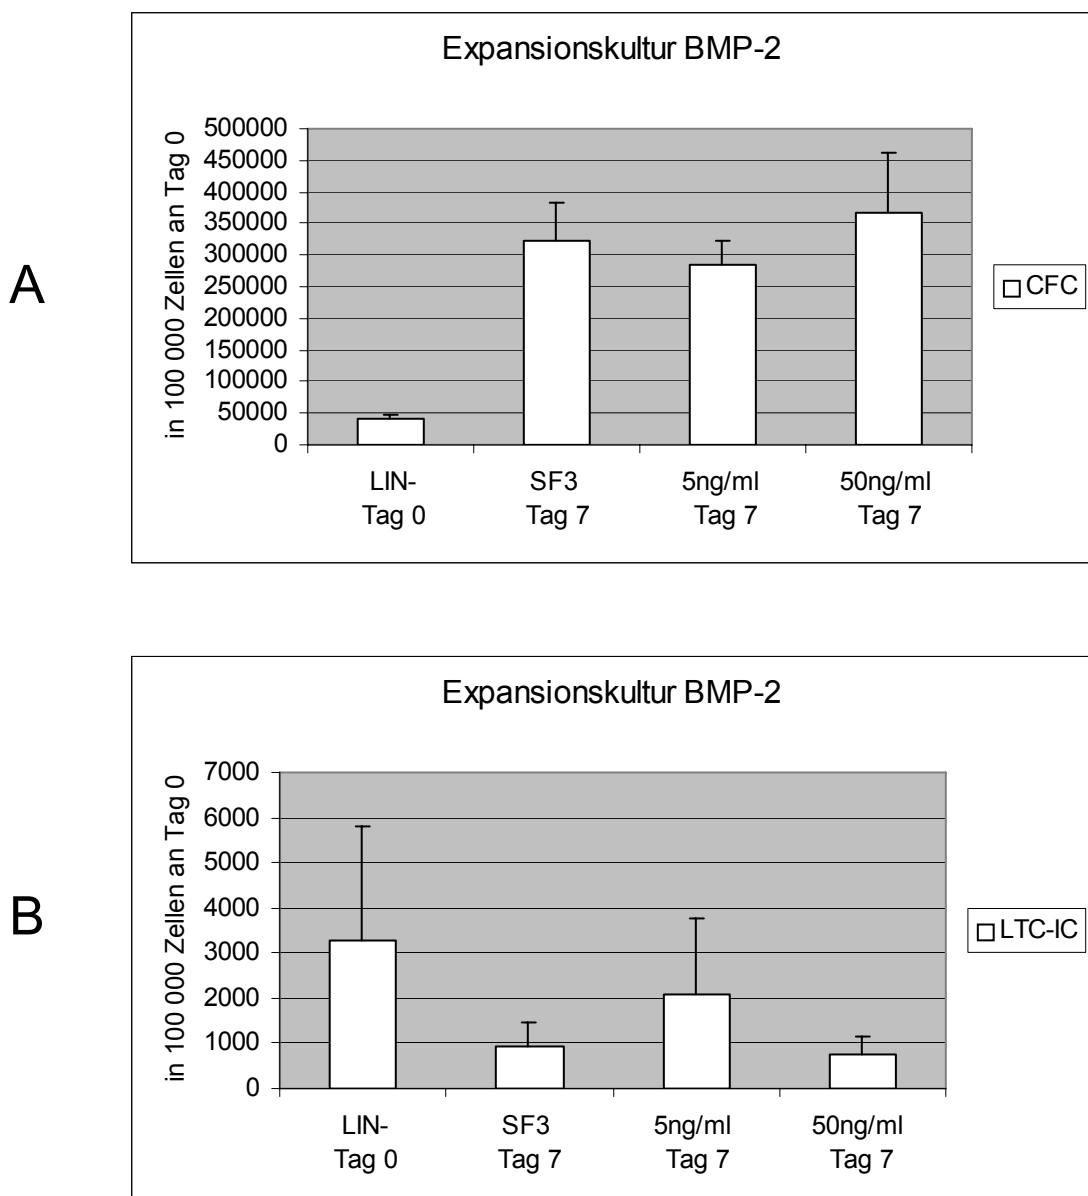 A
Expansionskultur BMP-2
in 100 000 Zellen an Tag 0
500000
450000
400000
350000
300000
250000
200000
150000
100000
50000
0
LIN-
Tag 0
SF3
Tag 7
5ng/ml
Tag 7
50ng/ml
Tag 7
CFC
B
Expansionskultur BMP-2
in 100 000 Zellen an Tag 0
7000
6000
5000
4000
3000
2000
1000
0
LIN-
Tag 0
SF3
Tag 7
5ng/ml
Tag 7
50ng/ml
Tag 7
LTC-IC